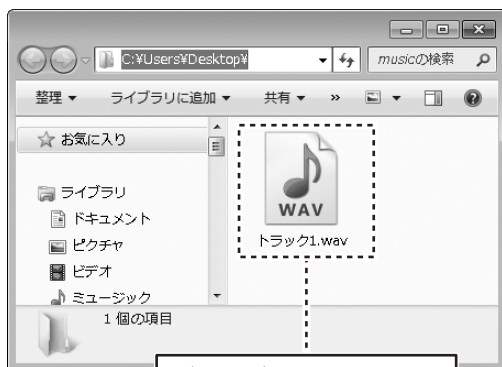 C:¥Users¥Desktop¥
musicの検索
整理 ライブラリに追加 共有 »
お気に入り
ライブラリ
ドキュメント
ピクチャ
ビデオ
ミュージック
WAV
トラック1.wav
1 個の項目